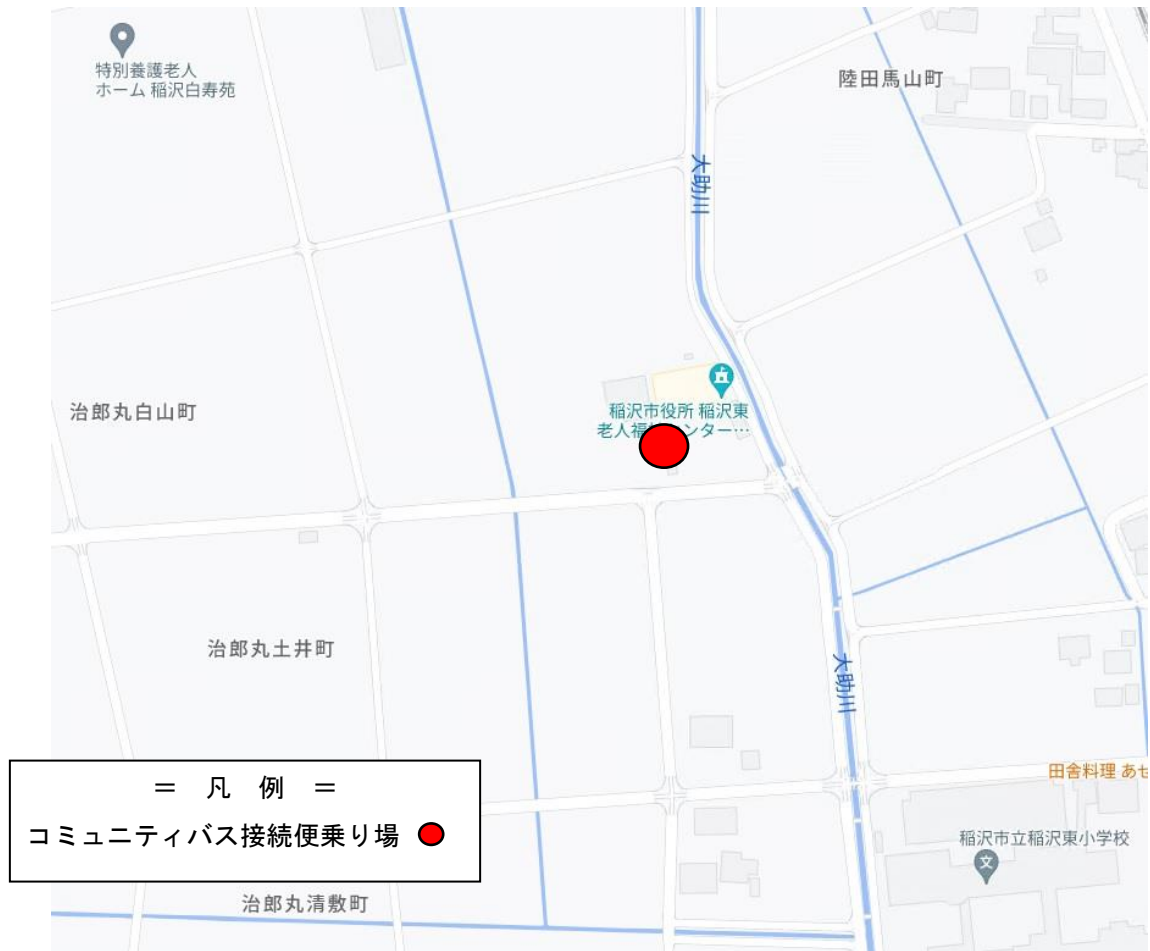 特別養護老人
ホーム 稲沢白寿苑
陸田馬山町
大助川
治郎丸白山町
稲沢市役所 稲沢東
老人福 ンター…
治郎丸土井町
大助川
＝ 凡 例 ＝
コミュニティバス接続便乗り場
田舎料理 あせ
稲沢市立稲沢東小学校
文
治郎丸清敷町